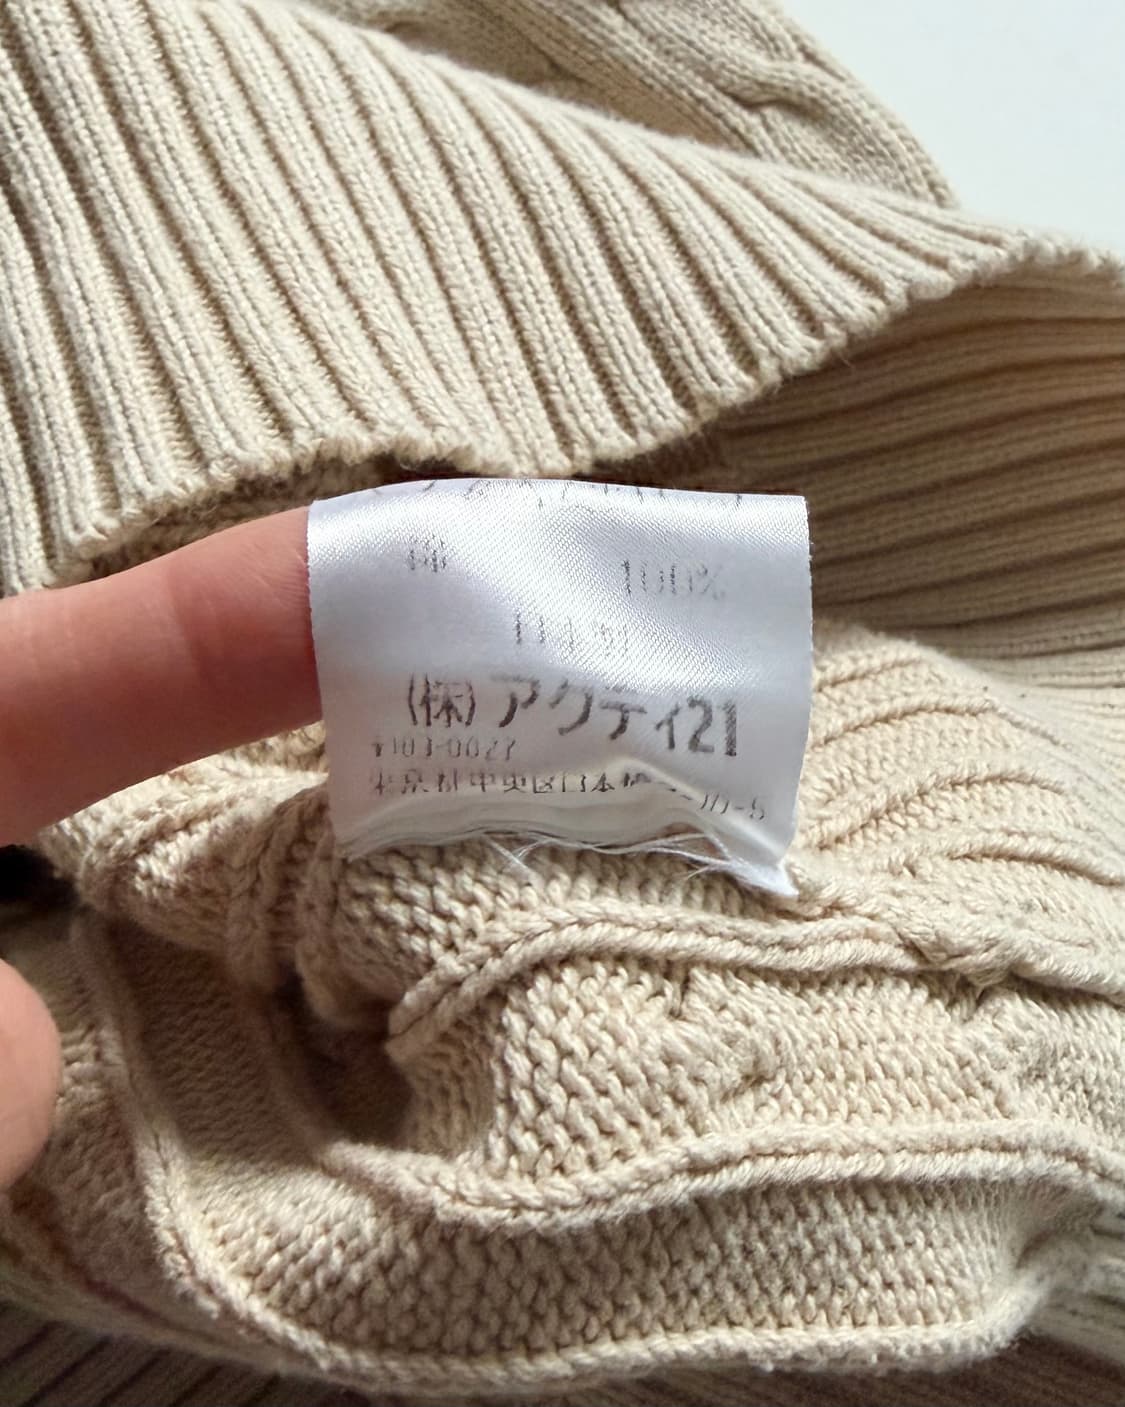 綿 100%
日本製
(株)アクティ21
〒103-0027
東京都中央区日本橋 -5